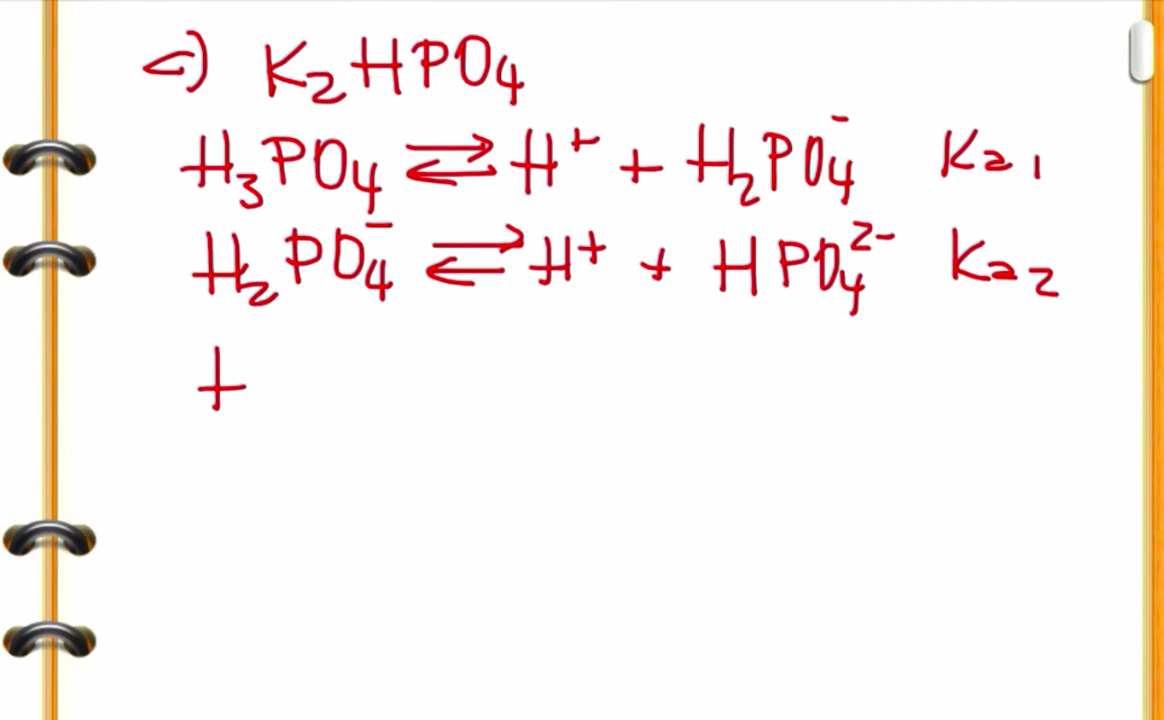 c) K₂HPO₄
H₃PO₄ ⇌ H⁺ + H₂PO₄⁻ Ka₁
H₂PO₄⁻ ⇌ H⁺ + HPO₄²⁻ Ka₂
+